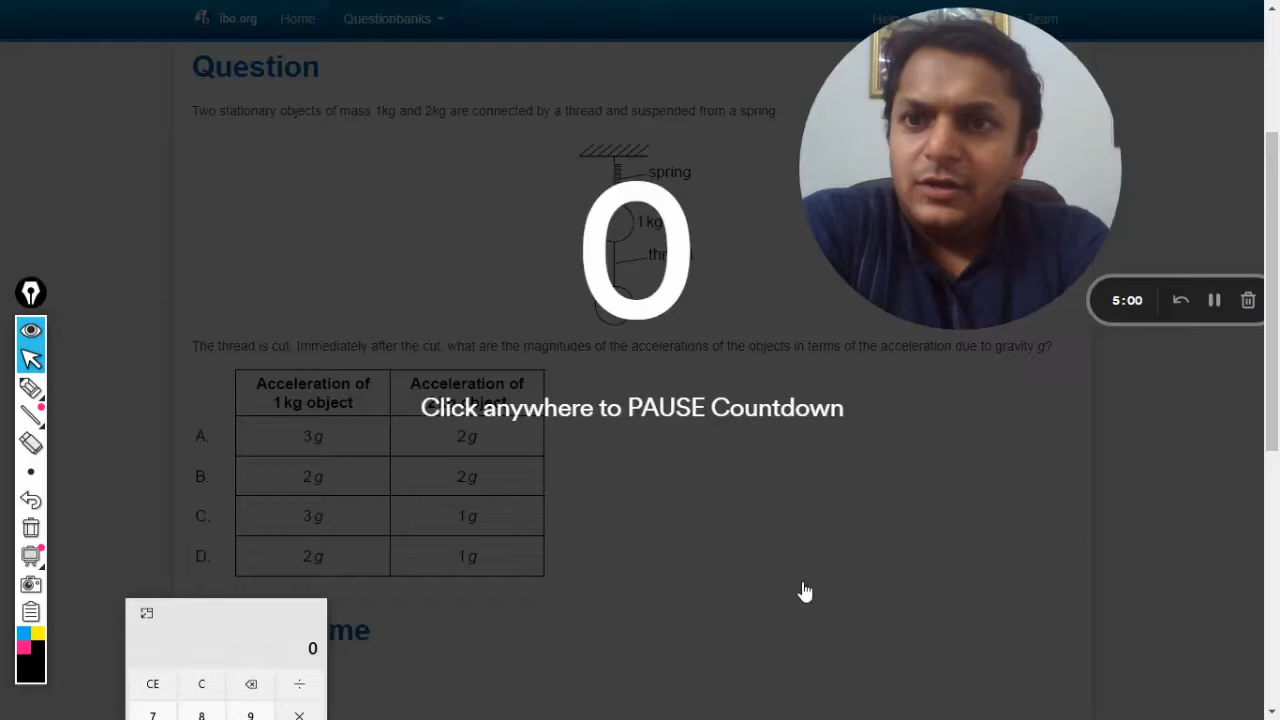 ibo.org Home Questionbanks Help Team
Question
Two stationary objects of mass 1kg and 2kg are connected by a thread and suspended from a spring
spring
0
1 kg
5:00
The thread is cut. Immediately after the cut, what are the magnitudes of the accelerations of the objects in terms of the acceleration due to gravity g?
Acceleration of Acceleration of
1 kg object object
Click anywhere to PAUSE Countdown
A. 3g 2g
B. 2g 2g
C. 3g 1g
D. 2g 1g
me
0
CE C ⌫ ÷
7 8 9 ×